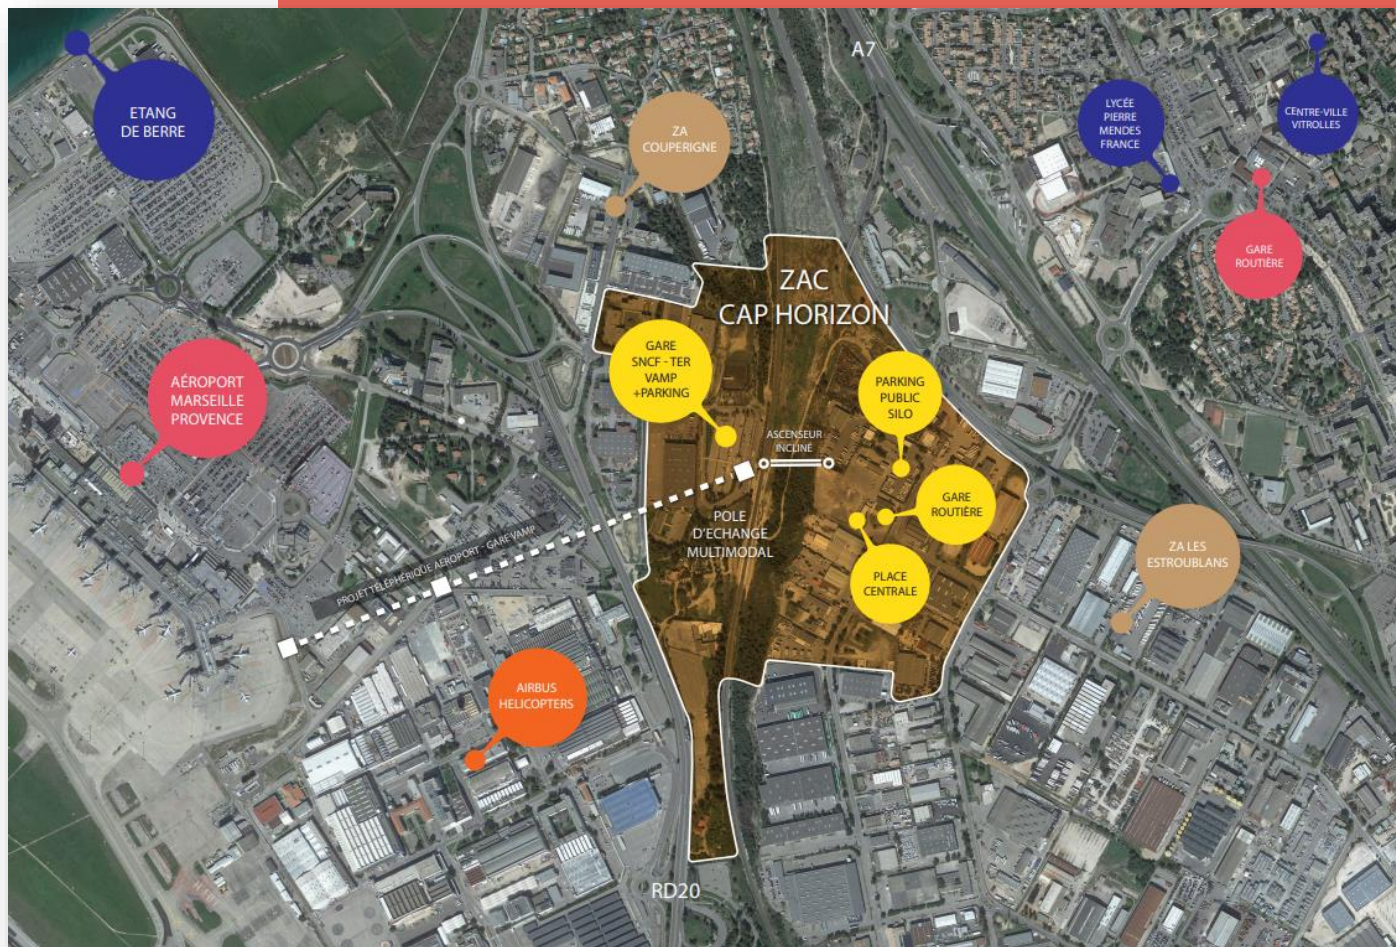 A7
ETANG
DE BERRE
ZA
COUPERIGNE
LYCÉE
PIERRE
MENDES
FRANCE
CENTRE-VILLE
VITROLLES
GARE
ROUTIÈRE
ZAC
CAP HORIZON
GARE
SNCF - TER
VAMP
+PARKING
AÉROPORT
MARSEILLE
PROVENCE
PARKING
PUBLIC
SILO
ASCENSEUR
INCLINÉ
GARE
ROUTIÈRE
POLE
D'ECHANGE
MULTIMODAL
PROJET TÉLÉPHÉRIQUE AÉROPORT - GARE VAMP
ZA LES
ESTROUBLANS
PLACE
CENTRALE
AIRBUS
HELICOPTERS
RD20